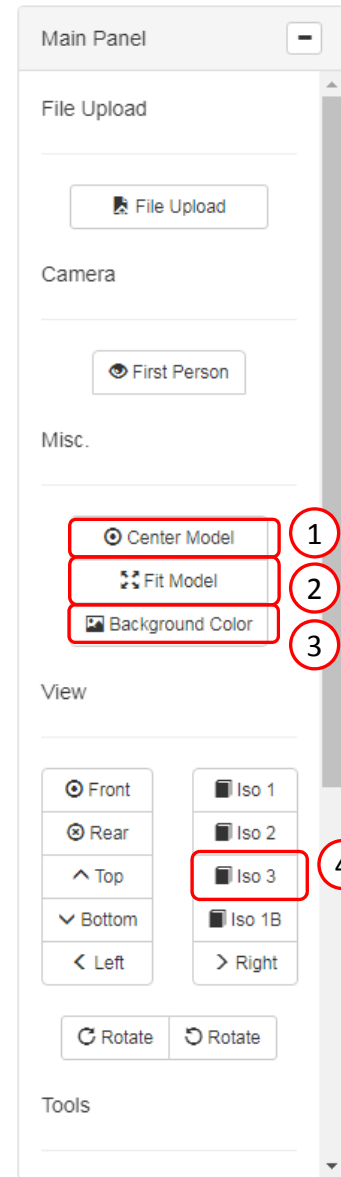 Main Panel
File Upload
File Upload
Camera
First Person
Misc.
Center Model 1
Fit Model 2
Background Color 3
View
Front Iso 1
Rear Iso 2
Top Iso 3 4
Bottom Iso 1B
Left Right
Rotate Rotate
Tools